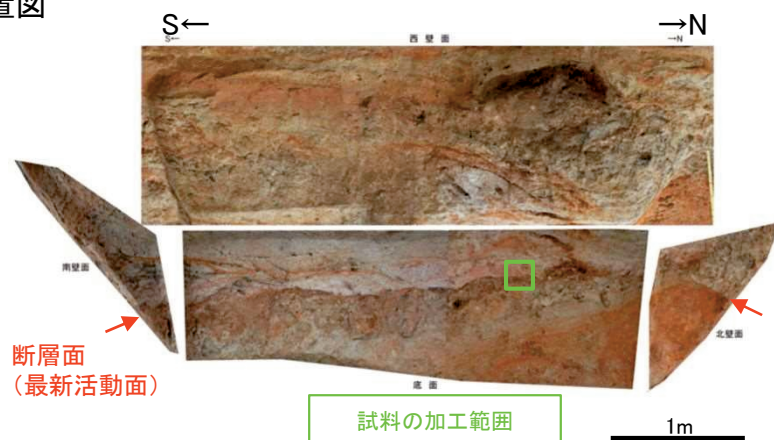 置図
S← →N
S← 西壁面 →N
南壁面
北壁面
断層面
（最新活動面）
底面
試料の加工範囲
1m